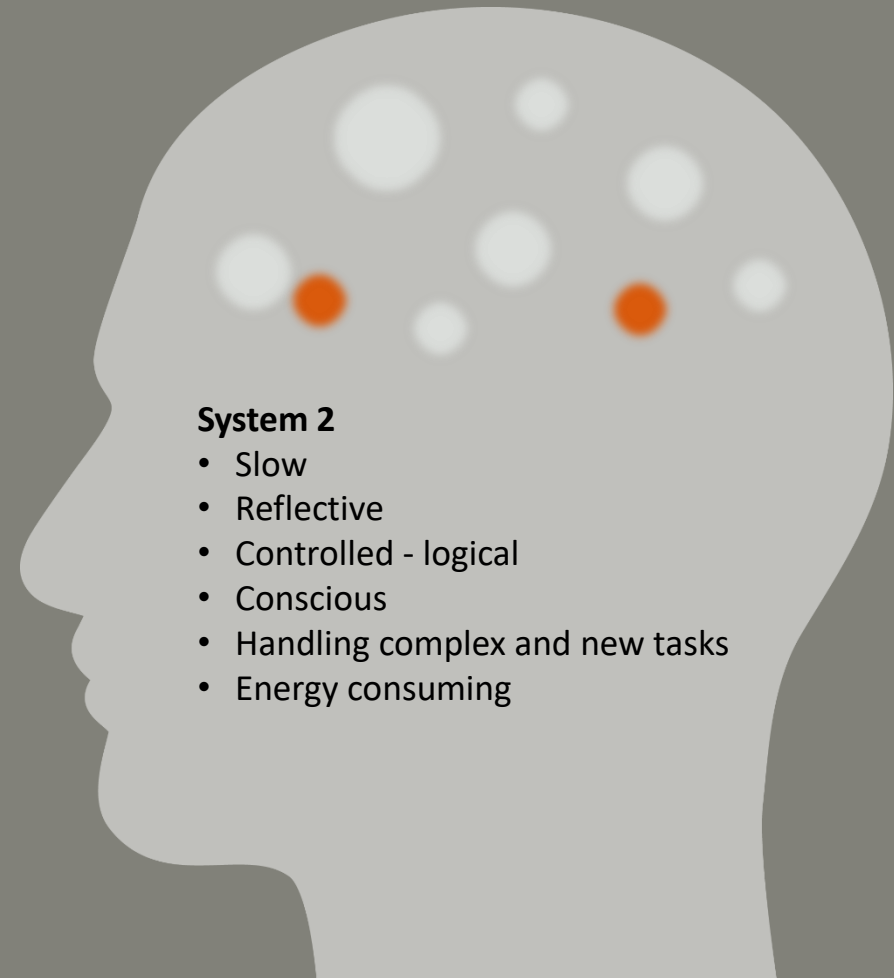 System 2
• Slow
• Reflective
• Controlled - logical
• Conscious
• Handling complex and new tasks
• Energy consuming